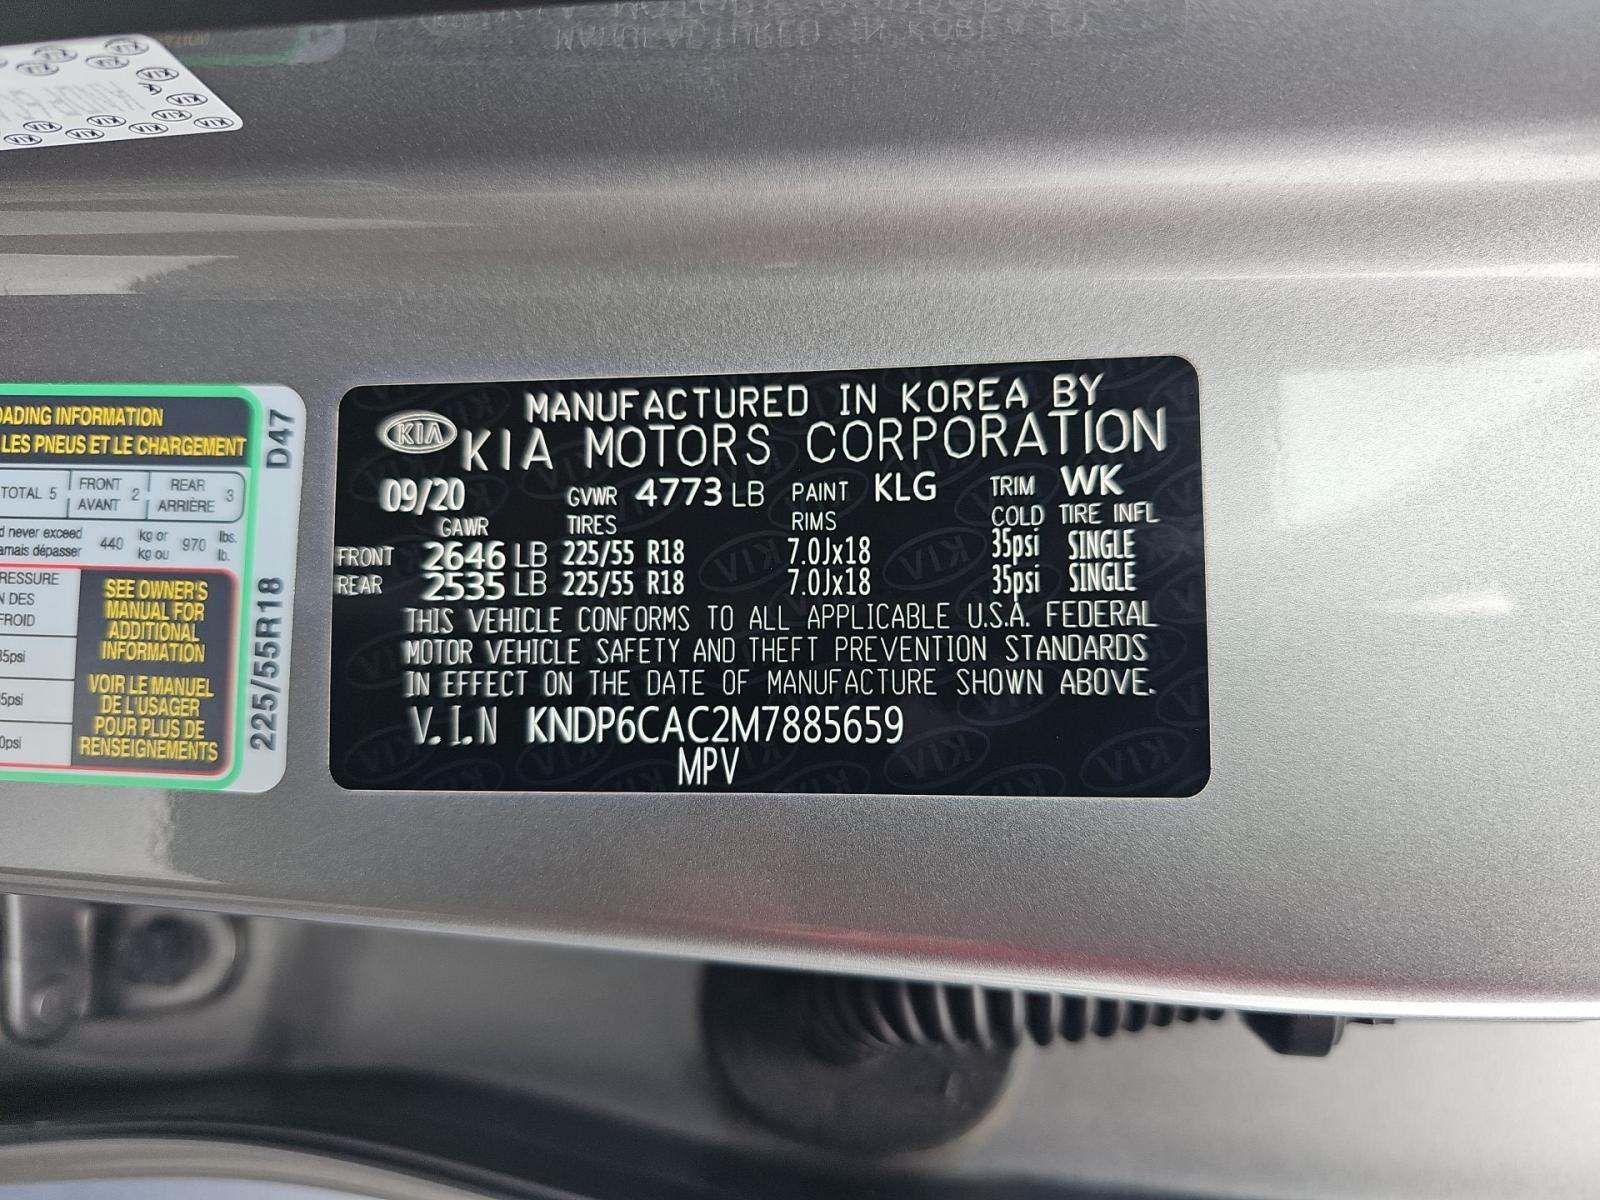 MANUFACTURED IN KOREA BY
KIA KIA MOTORS CORPORATION
09/20 GVWR 4773 LB PAINT KLG TRIM WK
GAWR TIRES RIMS COLD TIRE INFL
FRONT 2646 LB 225/55 R18 7.0Jx18 35psi SINGLE
REAR 2535 LB 225/55 R18 7.0Jx18 35psi SINGLE
THIS VEHICLE CONFORMS TO ALL APPLICABLE U.S.A. FEDERAL
MOTOR VEHICLE SAFETY AND THEFT PREVENTION STANDARDS
IN EFFECT ON THE DATE OF MANUFACTURE SHOWN ABOVE.
V.I.N KNDP6CAC2M7885659
MPV
INFORMATION
LES PNEUS ET LE CHARGEMENT
TOTAL 5 FRONT 2 REAR 3
AVANT ARRIÈRE
never exceed 440 kg or 970 lbs.
dépasser kg ou lb.
SEE OWNER'S
MANUAL FOR
ADDITIONAL
INFORMATION
VOIR LE MANUEL
DE L'USAGER
POUR PLUS DE
RENSEIGNEMENTS
DES
225/55R18 D47